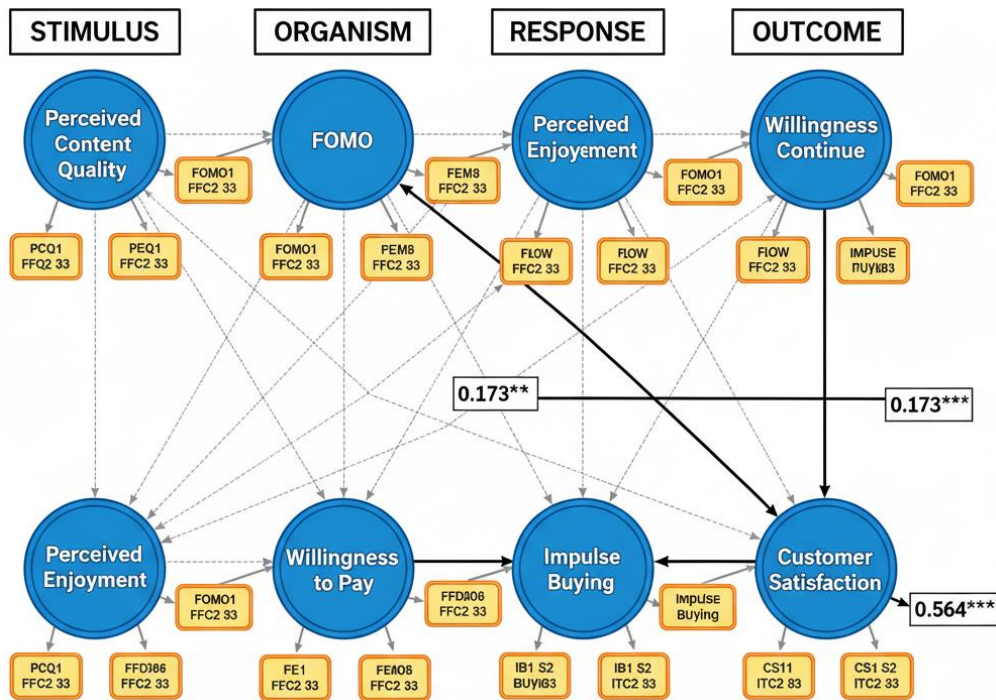 STIMULUS
ORGANISM
RESPONSE
OUTCOME
Perceived
Content
Quality
FOMO
Perceived
Willingness
Continue
FOMO1
FFC2 33
FEM8
FFC2 33
FOMO1
FFC2 33
FOMO1
FFC2 33
PCQ1
FFQ2 33
PEQ1
FFC2 33
FOMO1
FFC2 33
PEM8
FFC2 33
FLOW
FFC2 33
FLOW
FFC2 33
FLOW
FFC2 33
IMPUSE
0.173**
0.173***
Perceived
Enjoyment
Willingness
to Pay
Impulse
Buying
Customer
Satisfaction
FOMO1
FFC2 33
FFC2 33
IMPUSE
Buying
0.564***
PCQ1
FFC2 33
FFC2 33
FE1
FFC2 33
FFC2 33
IB1 S2
IB1 S2
ITC2 33
CS11
ITC2 83
CS1 S2
ITC2 33